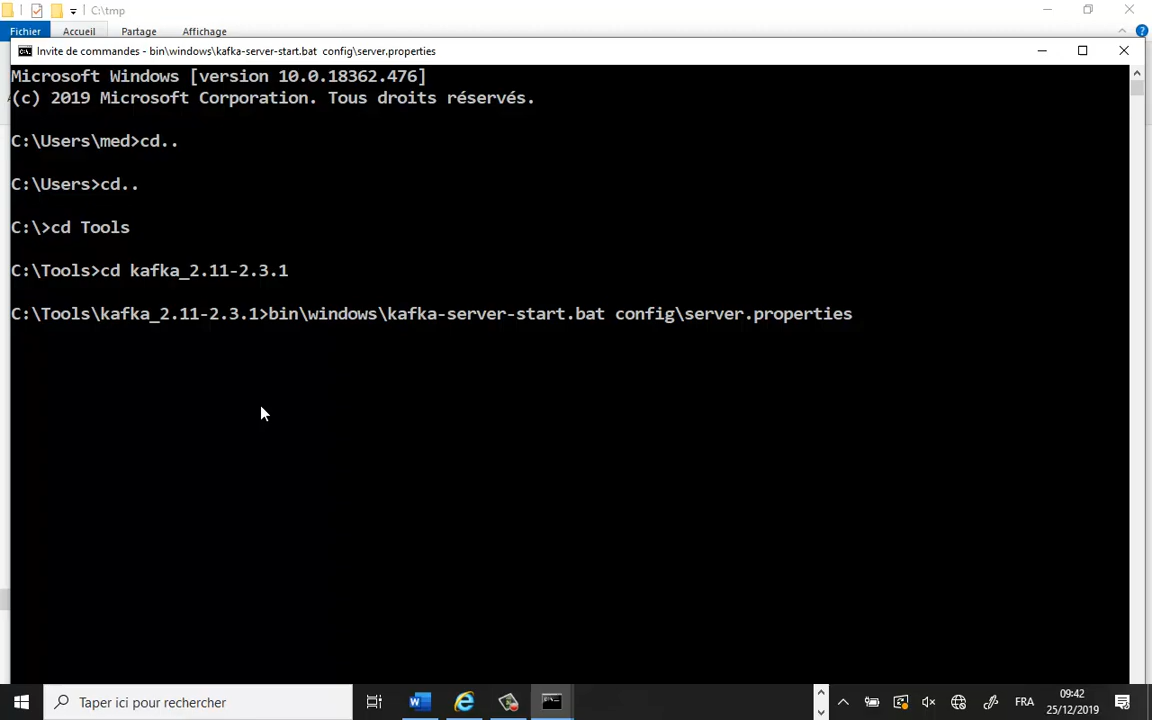 C:\tmp
Fichier Accueil Partage Affichage
Invite de commandes - bin\windows\kafka-server-start.bat config\server.properties
Microsoft Windows [version 10.0.18362.476]
(c) 2019 Microsoft Corporation. Tous droits réservés.
C:\Users\med>cd..
C:\Users>cd..
C:\>cd Tools
C:\Tools>cd kafka_2.11-2.3.1
C:\Tools\kafka_2.11-2.3.1>bin\windows\kafka-server-start.bat config\server.properties
Taper ici pour rechercher
FRA
09:42
25/12/2019